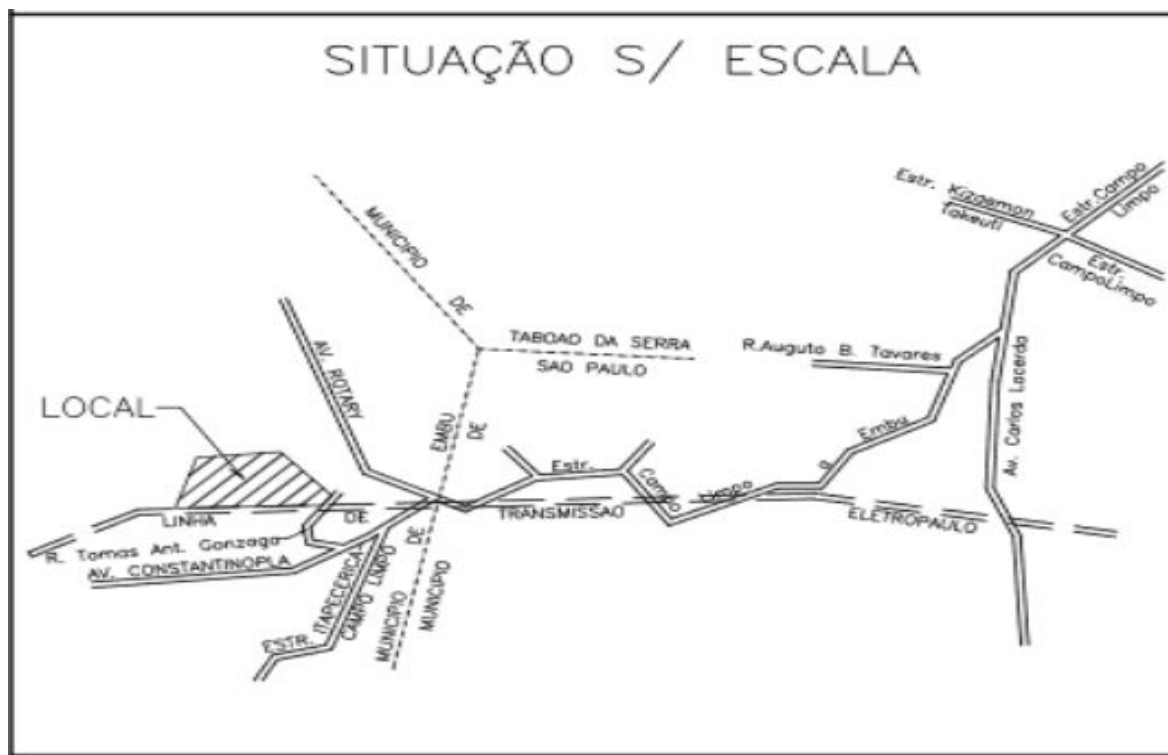 SITUAÇÃO S/ ESCALA
Estr. Kizaemon
Takeuti
Estr.Campo
Limpo
Estr.
CampoLimpo
MUNICIPIO
DE
TABOAO DA SERRA
SAO PAULO
R.Auguto B. Tavares
Av. Carlos Lacerda
AV. ROTARY
LOCAL
EMBU
DE
Estr. Campo Limpo
a Embu
LINHA DE TRANSMISSAO ELETROPAULO
R. Tomas Ant. Gonzaga
AV. CONSTANTINOPLA
ESTR. ITAPECERICA
CAMPO LIMPO
DE
MUNICIPIO
MUNICIPIO